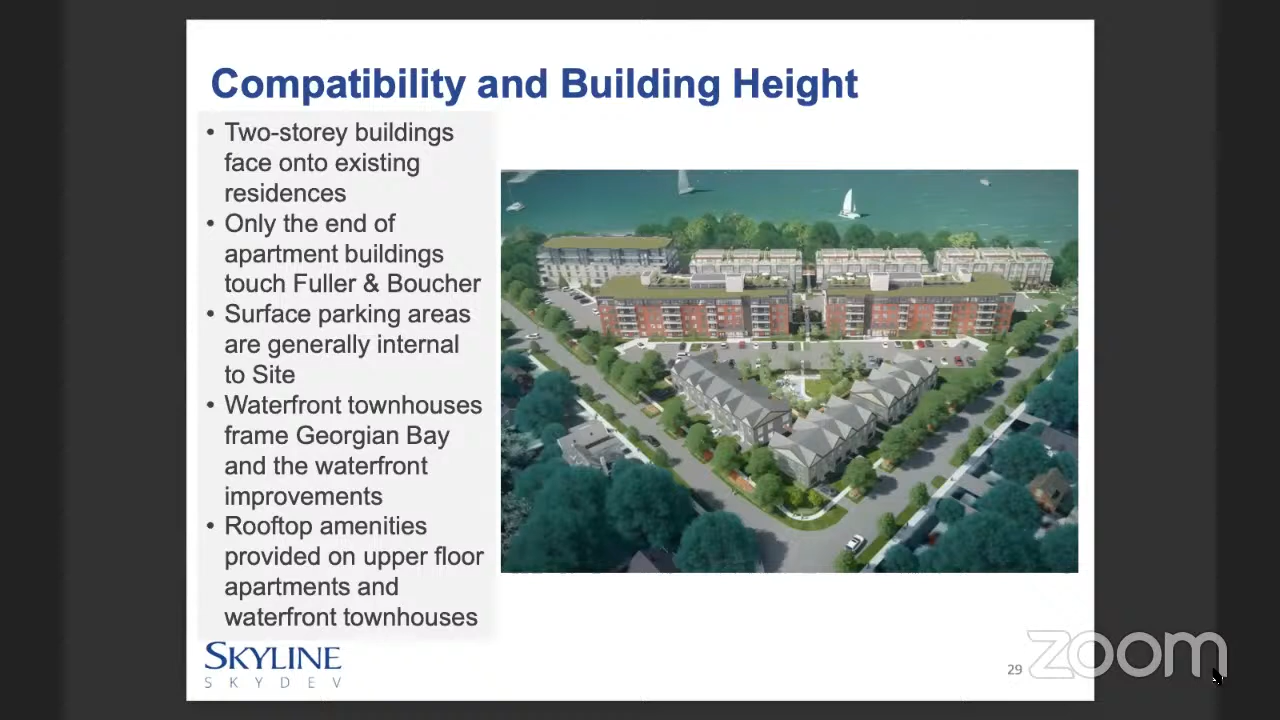 Compatibility and Building Height
• Two-storey buildings
face onto existing
residences
• Only the end of
apartment buildings
touch Fuller & Boucher
• Surface parking areas
are generally internal
to Site
• Waterfront townhouses
frame Georgian Bay
and the waterfront
improvements
• Rooftop amenities
provided on upper floor
apartments and
waterfront townhouses
SKYLINE
SKYDEV
29
zoom